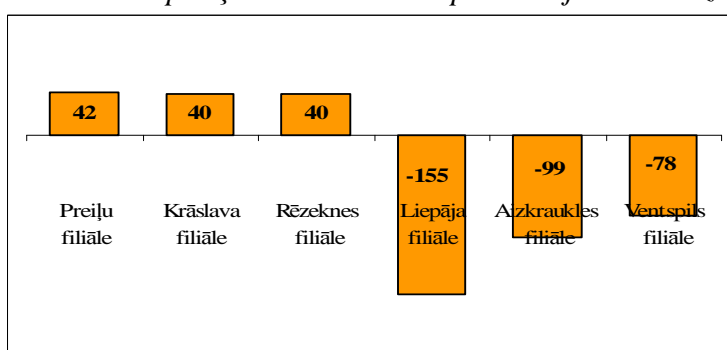 42
40
40
-155
-99
-78
Preiļu filiāle
Krāslava filiāle
Rēzeknes filiāle
Liepāja filiāle
Aizkraukles filiāle
Ventspils filiāle